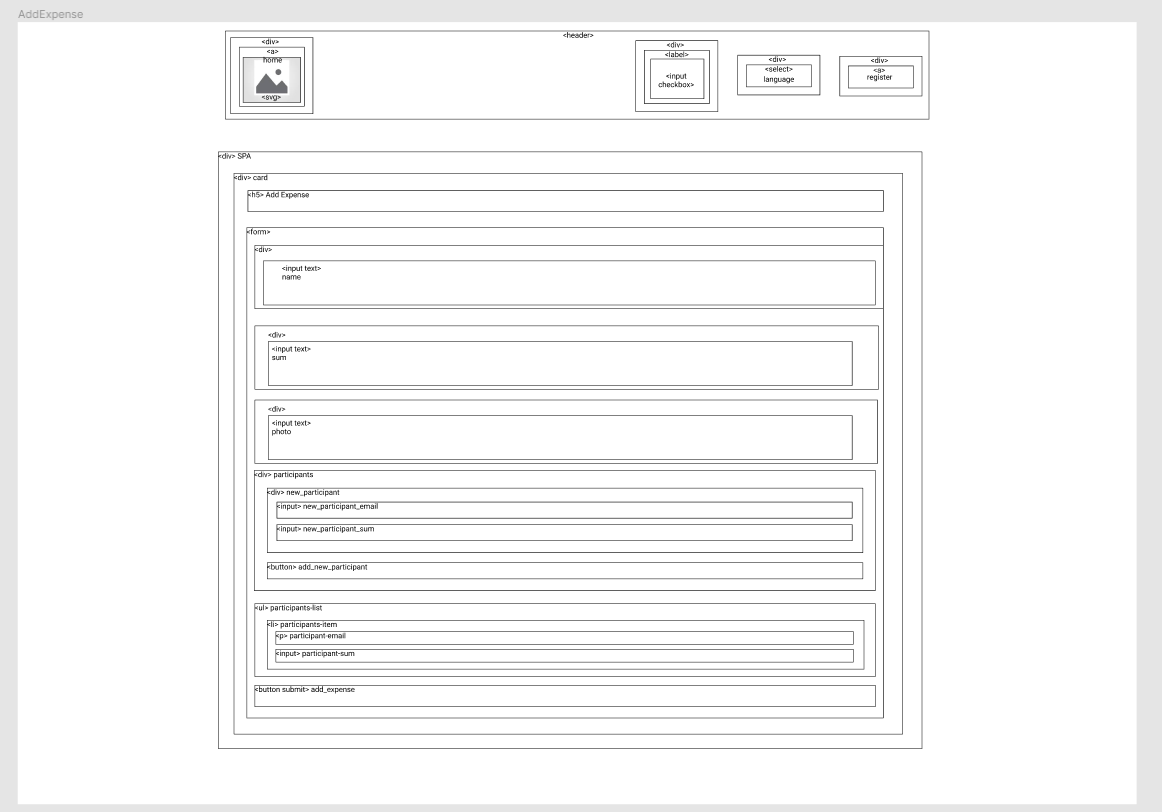 AddExpense
<header>
<div>
<a>
home
<svg>
<div>
<label>
<input
checkbox>
<div>
<select>
language
<div>
<a>
register
<div> SPA
<div> card
<h5> Add Expense
<form>
<div>
<input text>
name
<div>
<input text>
sum
<div>
<input text>
photo
<div> participants
<div> new_participant
<input> new_participant_email
<input> new_participant_sum
<button> add_new_participant
<ul> participants-list
<li> participants-item
<p> participant-email
<input> participant-sum
<button submit> add_expense